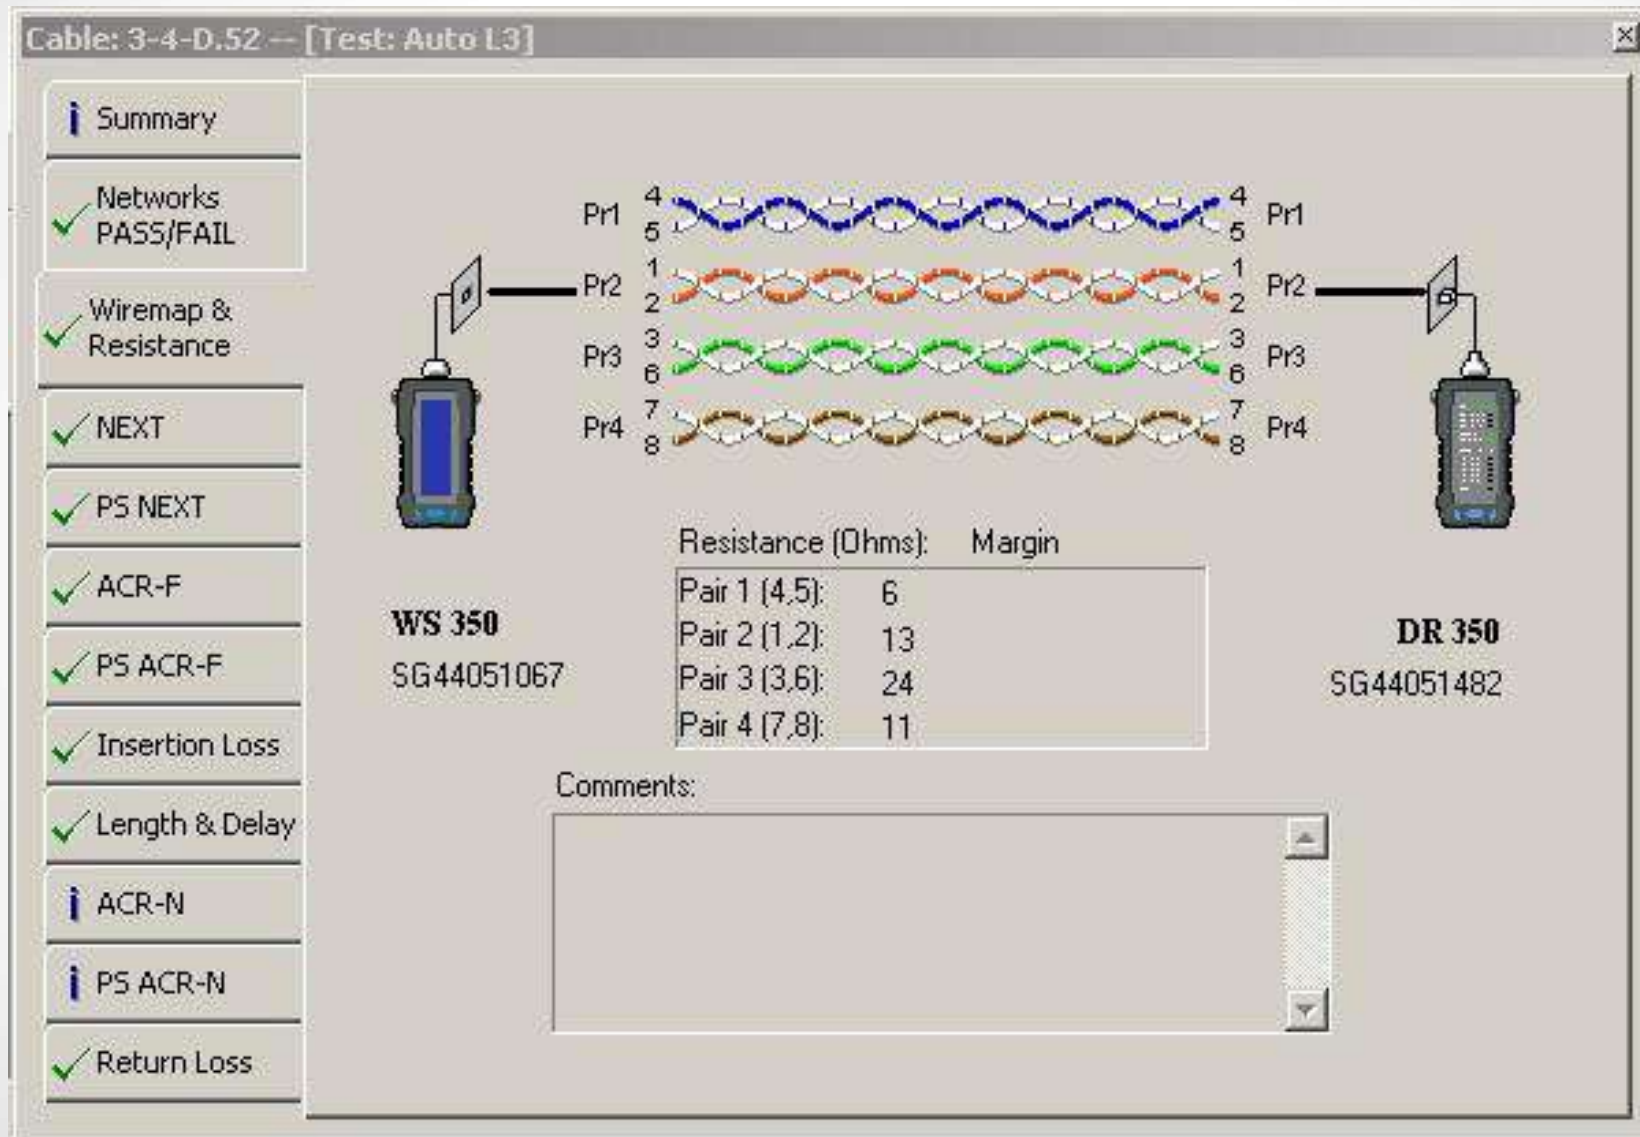 Cable: 3-4-D.52 -- [Test: Auto L3]
Summary
Networks
PASS/FAIL
Wiremap &
Resistance
NEXT
PS NEXT
ACR-F
PS ACR-F
Insertion Loss
Length & Delay
ACR-N
PS ACR-N
Return Loss
Pr1 4 4 Pr1
5 5
Pr2 1 1 Pr2
2 2
Pr3 3 3 Pr3
6 6
Pr4 7 7 Pr4
8 8
WS 350
SG44051067
DR 350
SG44051482
Resistance (Ohms): Margin
Pair 1 (4,5): 6
Pair 2 (1,2): 13
Pair 3 (3,6): 24
Pair 4 (7,8): 11
Comments: